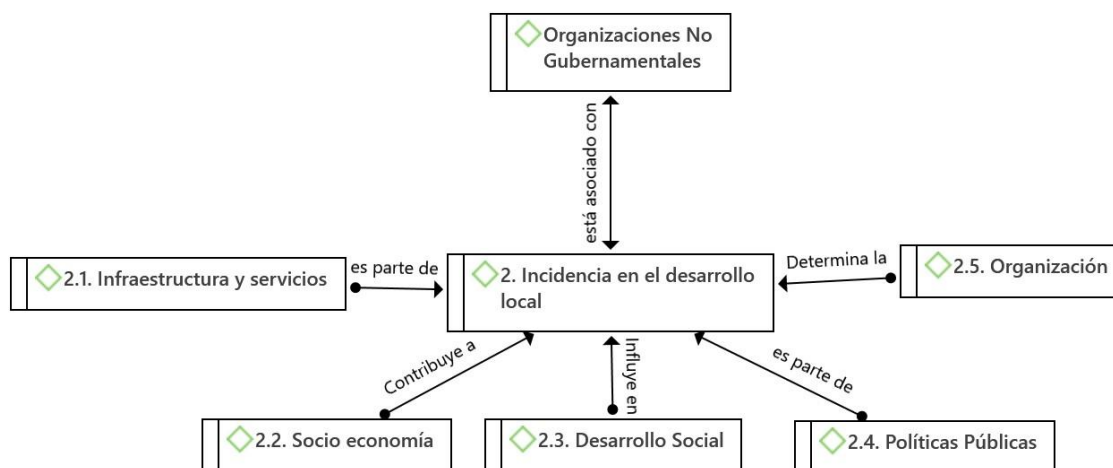 Organizaciones No
Gubernamentales
está asociado con
2.1. Infraestructura y servicios
es parte de
2. Incidencia en el desarrollo
local
Determina la
2.5. Organización
Contribuye a
Influye en
es parte de
2.2. Socio economía
2.3. Desarrollo Social
2.4. Políticas Públicas